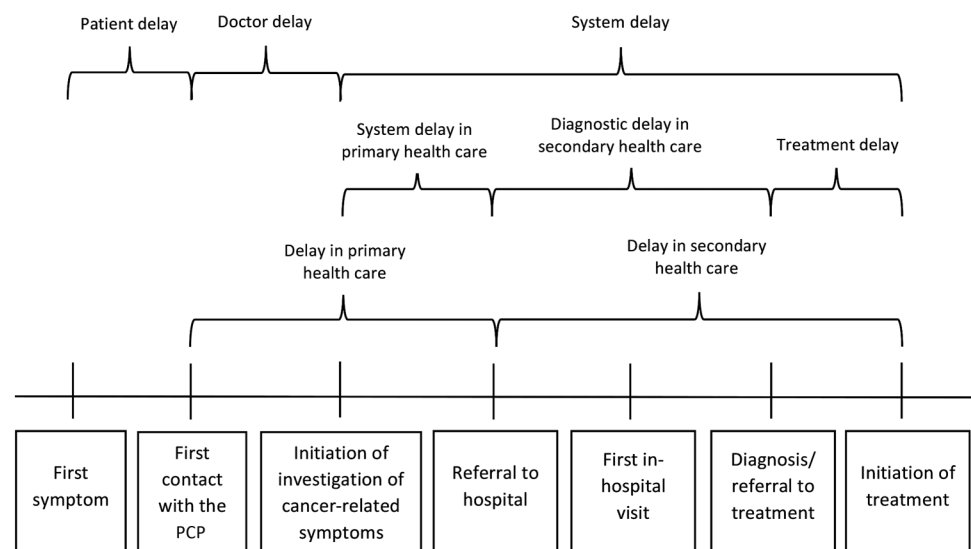 Patient delay
Doctor delay
System delay
System delay in
primary health care
Diagnostic delay in
secondary health care
Treatment delay
Delay in primary
health care
Delay in secondary
health care
First
symptom
First
contact
with the
PCP
Initiation of
investigation of
cancer-related
symptoms
Referral to
hospital
First in-
hospital
visit
Diagnosis/
referral to
treatment
Initiation of
treatment